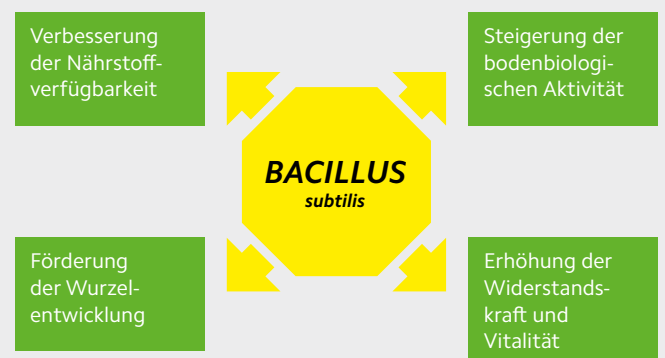 Verbesserung
der Nährstoff-
verfügbarkeit
Steigerung der
bodenbiologi-
schen Aktivität
BACILLUS
subtilis
Förderung
der Wurzel-
entwicklung
Erhöhung der
Widerstands-
kraft und
Vitalität